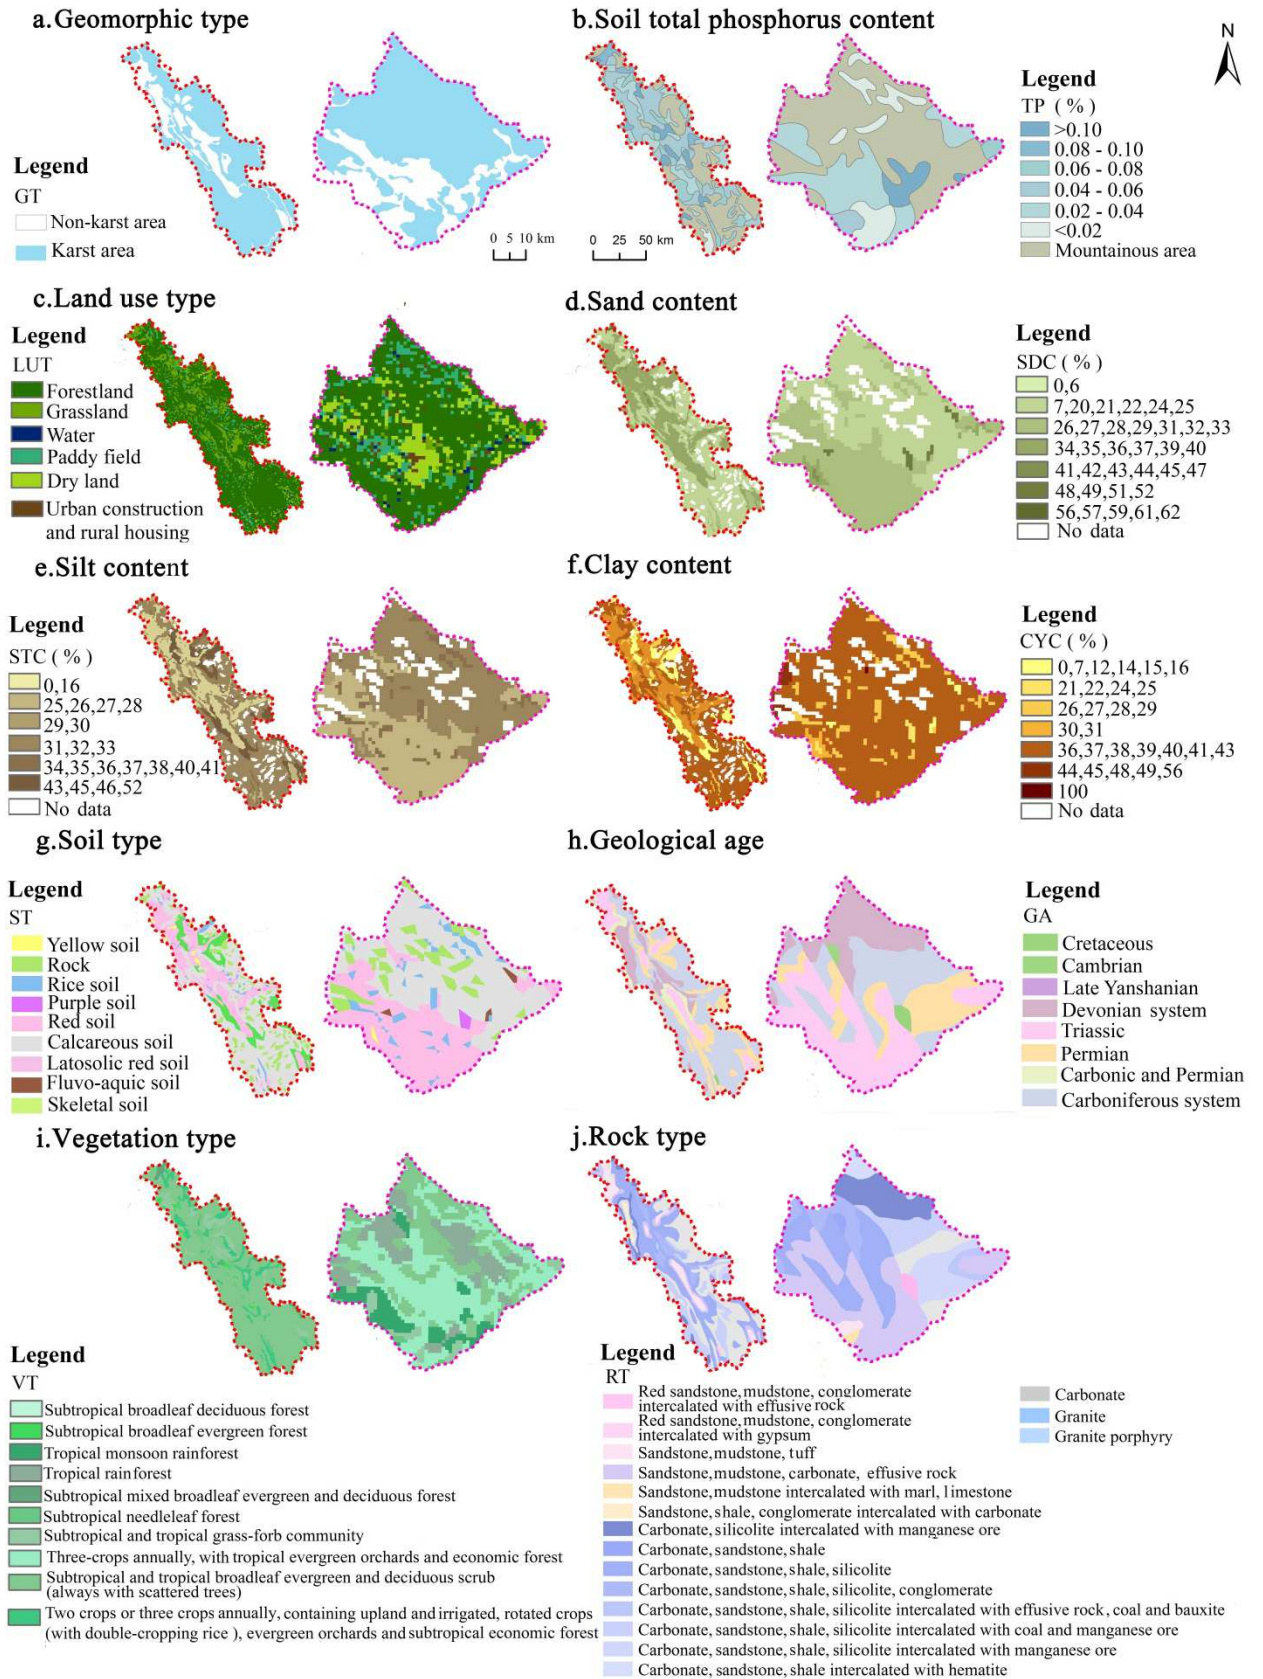 a.Geomorphic type
b.Soil total phosphorus content
N
Legend
GT
Non-karst area
Karst area
0 5 10 km
0 25 50 km
Legend
TP ( % )
>0.10
0.08 - 0.10
0.06 - 0.08
0.04 - 0.06
0.02 - 0.04
<0.02
Mountainous area
c.Land use type
d.Sand content
Legend
LUT
Forestland
Grassland
Water
Paddy field
Dry land
Urban construction
and rural housing
Legend
SDC ( % )
0,6
7,20,21,22,24,25
26,27,28,29,31,32,33
34,35,36,37,39,40
41,42,43,44,45,47
48,49,51,52
56,57,59,61,62
No data
e.Silt content
f.Clay content
Legend
STC ( % )
0,16
25,26,27,28
29,30
31,32,33
34,35,36,37,38,40,41
43,45,46,52
No data
Legend
CYC ( % )
0,7,12,14,15,16
21,22,24,25
26,27,28,29
30,31
36,37,38,39,40,41,43
44,45,48,49,56
100
No data
g.Soil type
h.Geological age
Legend
ST
Yellow soil
Rock
Rice soil
Purple soil
Red soil
Calcareous soil
Latosolic red soil
Fluvo-aquic soil
Skeletal soil
Legend
GA
Cretaceous
Cambrian
Late Yanshanian
Devonian system
Triassic
Permian
Carbonic and Permian
Carboniferous system
i.Vegetation type
j.Rock type
Legend
VT
Subtropical broadleaf deciduous forest
Subtropical broadleaf evergreen forest
Tropical monsoon rainforest
Tropical rainforest
Subtropical mixed broadleaf evergreen and deciduous forest
Subtropical needleleaf forest
Subtropical and tropical grass-forb community
Three-crops annually, with tropical evergreen orchards and economic forest
Subtropical and tropical broadleaf evergreen and deciduous scrub
(always with scattered trees)
Two crops or three crops annually, containing upland and irrigated, rotated crops
(with double-cropping rice ), evergreen orchards and subtropical economic forest
Legend
RT
Red sandstone, mudstone, conglomerate
intercalated with effusive rock
Red sandstone, mudstone, conglomerate
intercalated with gypsum
Sandstone, mudstone, tuff
Sandstone, mudstone, carbonate, effusive rock
Sandstone, mudstone intercalated with marl, limestone
Sandstone, shale, conglomerate intercalated with carbonate
Carbonate, silicolite intercalated with manganese ore
Carbonate, sandstone, shale
Carbonate, sandstone, shale, silicolite
Carbonate, sandstone, shale, silicolite, conglomerate
Carbonate, sandstone, shale, silicolite intercalated with effusive rock, coal and bauxite
Carbonate, sandstone, shale, silicolite intercalated with coal and manganese ore
Carbonate, sandstone, shale, silicolite intercalated with manganese ore
Carbonate, sandstone, shale intercalated with hematite
Carbonate
Granite
Granite porphyry